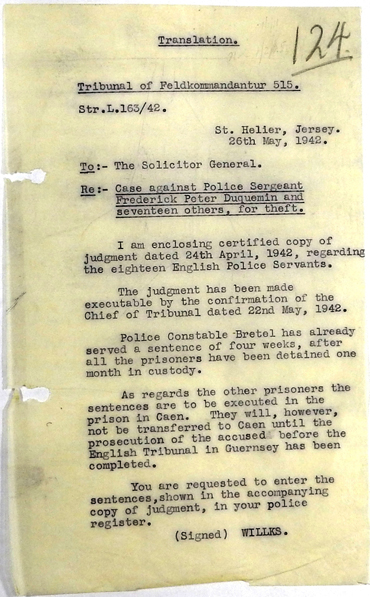 Translation.
124.
Tribunal of Feldkommandantur 515.
Str.L.163/42.
St. Helier, Jersey.
26th May, 1942.
To:- The Solicitor General.
Re:- Case against Police Sergeant
Frederick Peter Duquemin and
seventeen others, for theft.
I am enclosing certified copy of
judgment dated 24th April, 1942, regarding
the eighteen English Police Servants.
The judgment has been made
executable by the confirmation of the
Chief of Tribunal dated 22nd May, 1942.
Police Constable Bretel has already
served a sentence of four weeks, after
all the prisoners have been detained one
month in custody.
As regards the other prisoners the
sentences are to be executed in the
prison in Caen. They will, however,
not be transferred to Caen until the
prosecution of the accused before the
English Tribunal in Guernsey has been
completed.
You are requested to enter the
sentences,shown in the accompanying
copy of judgment, in your police
register.
(Signed) WILLKS.